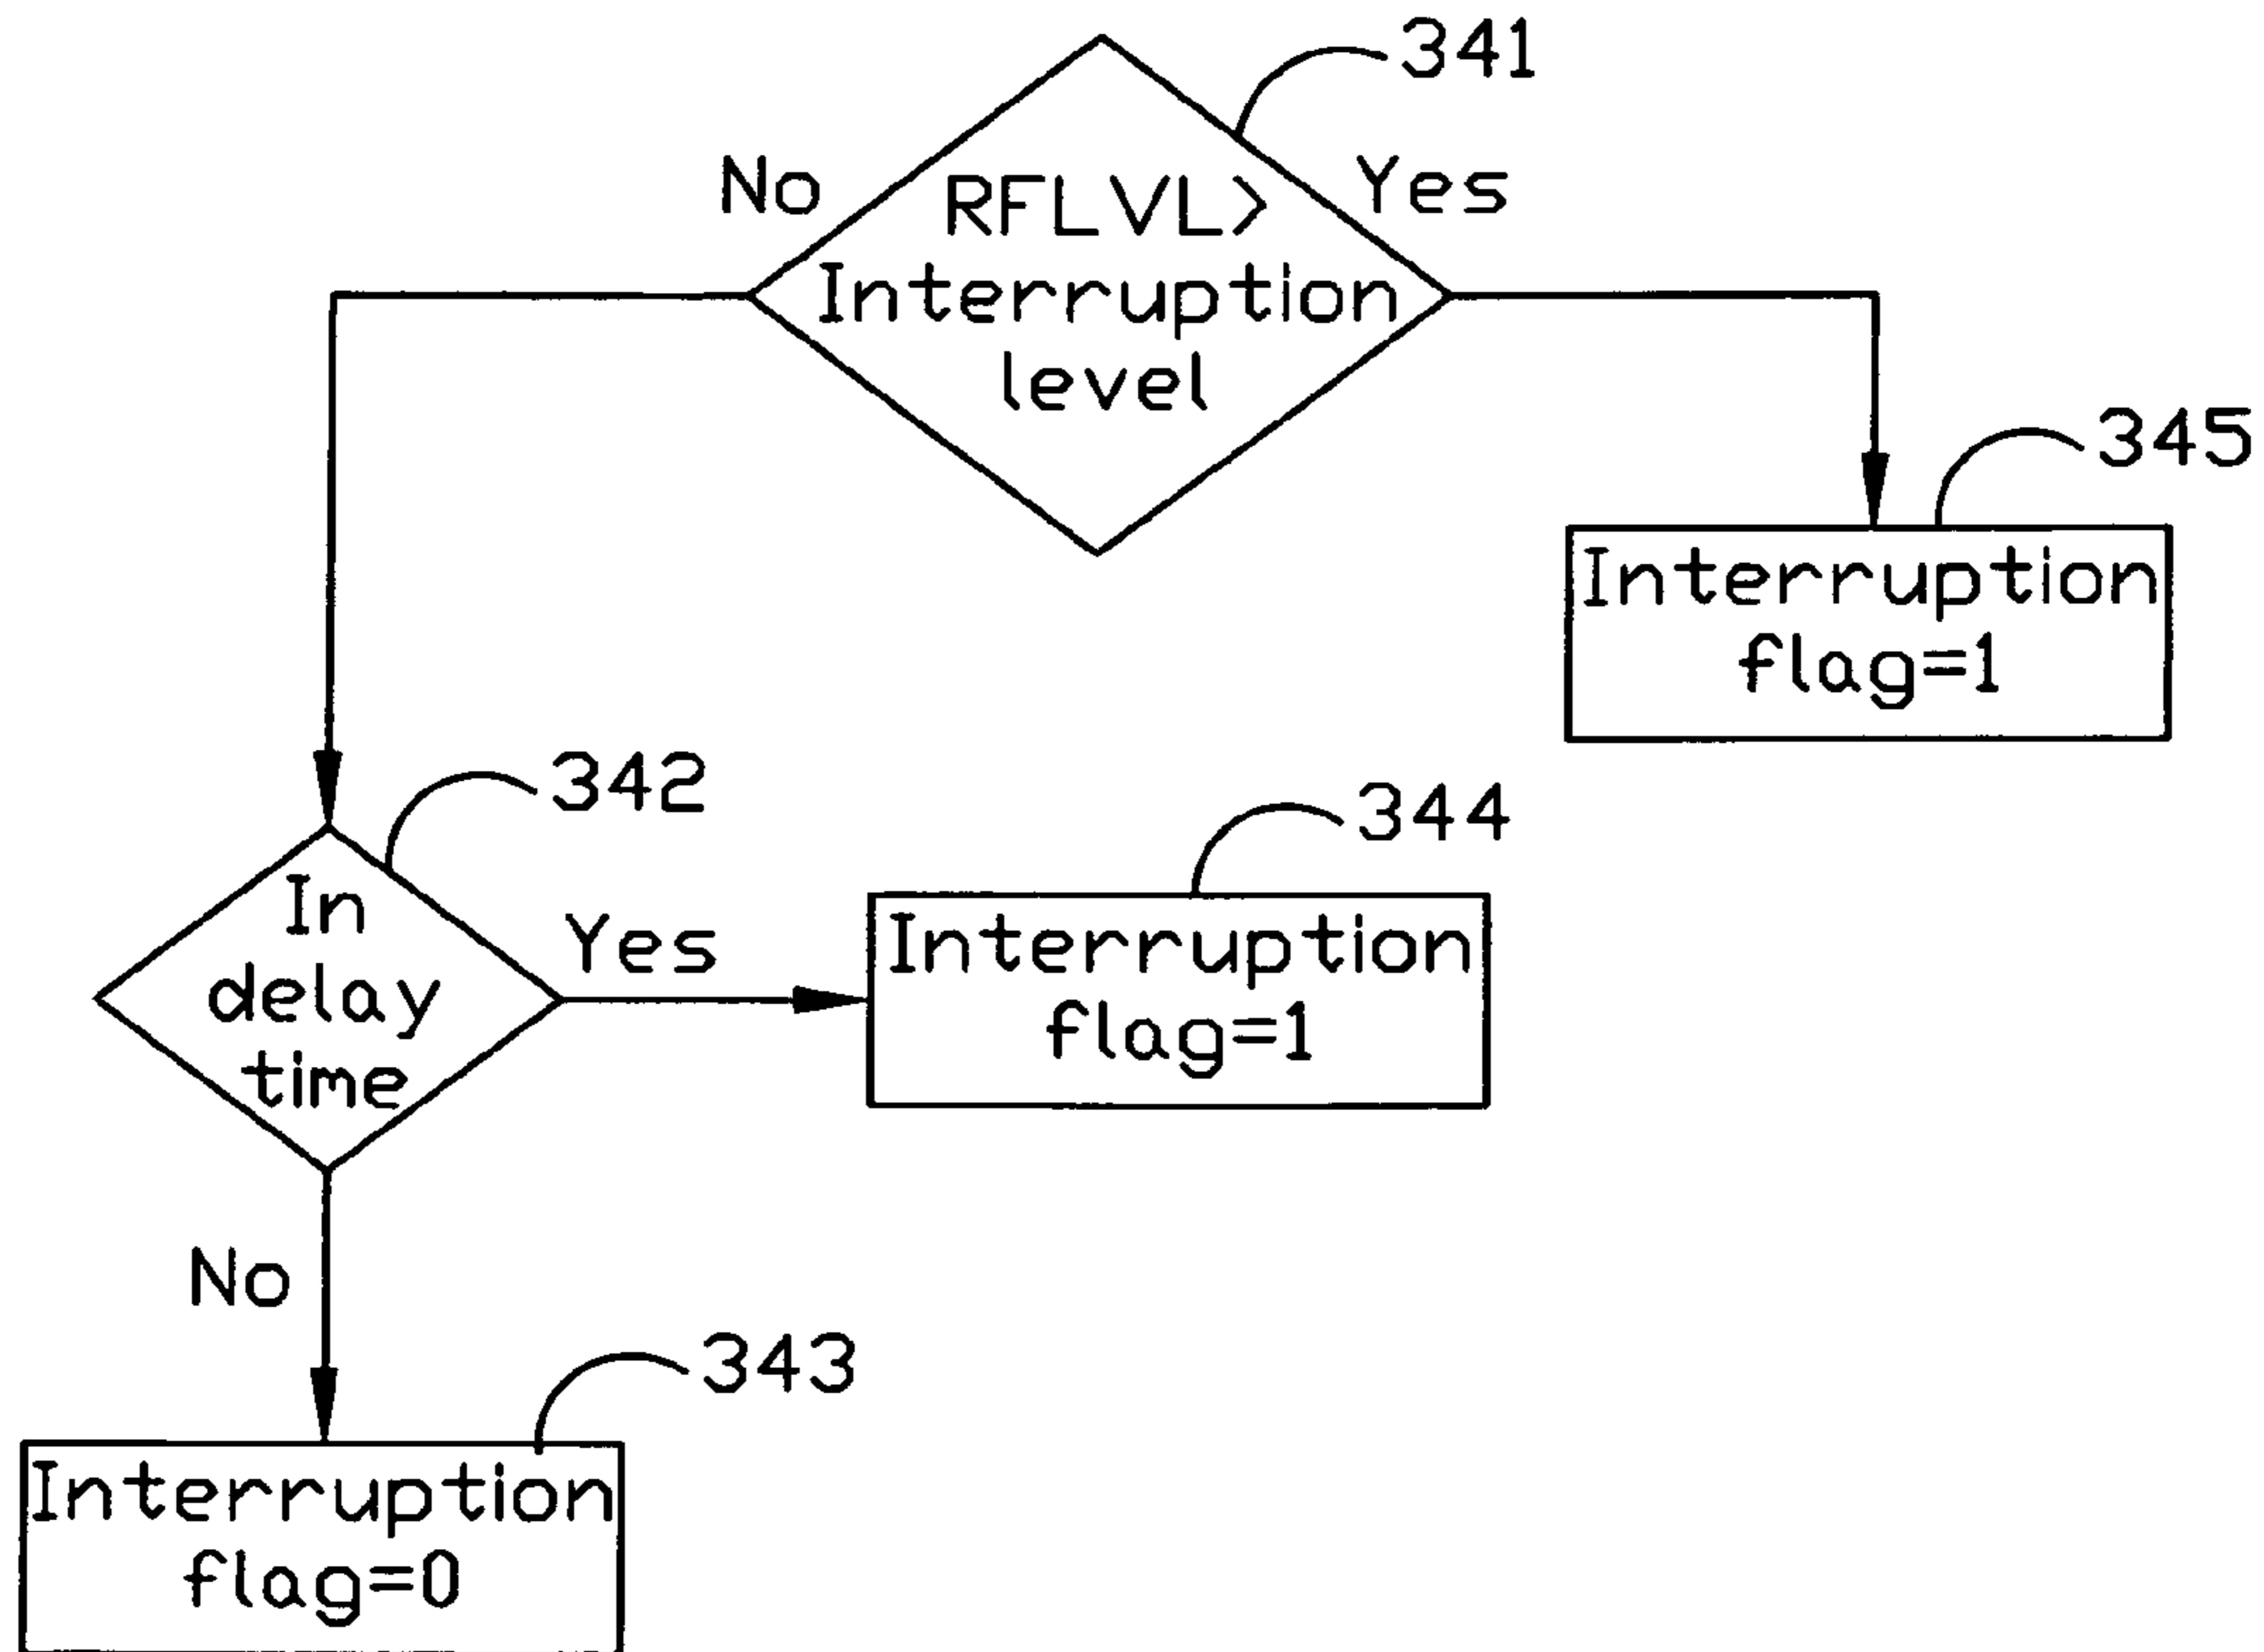 341
No
Yes
RFLVL>
Interruption
level
345
Interruption
flag=1
342
344
In
delay
time
Yes
Interruption
flag=1
No
343
Interruption
flag=0